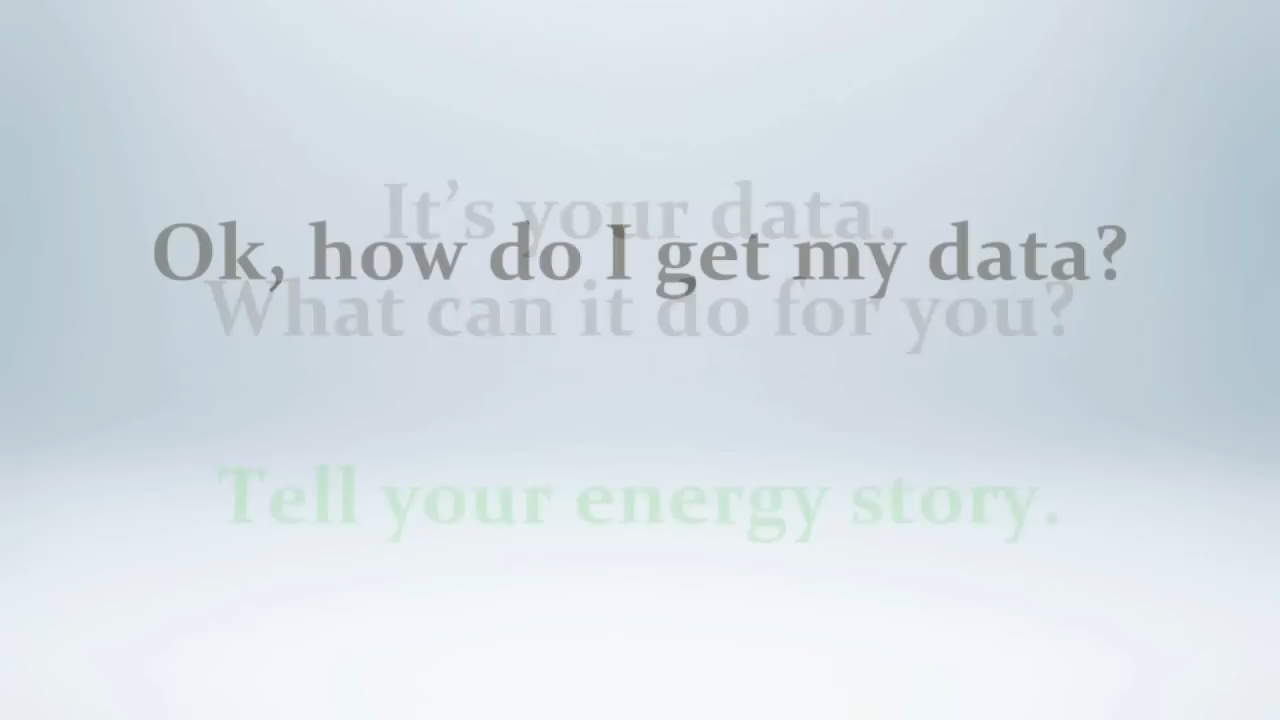 It's your data.
Ok, how do I get my data?
What can it do for you?
Tell your energy story.